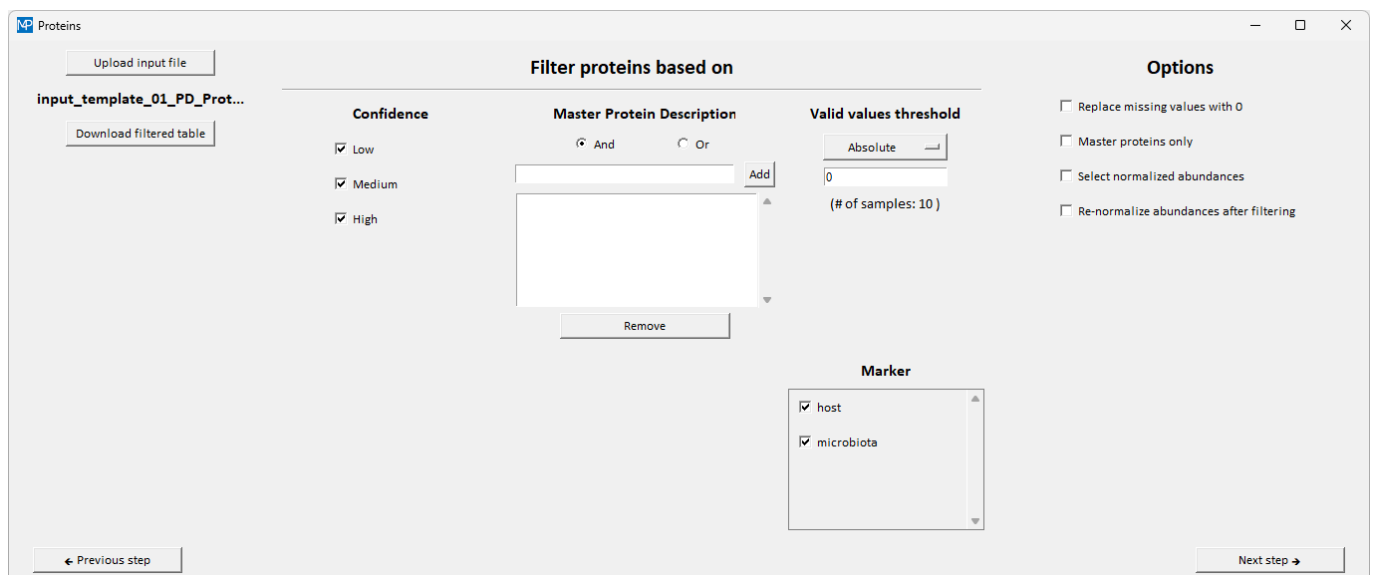 MP Proteins
Upload input file
input_template_01_PD_Prot...
Download filtered table
Filter proteins based on
Confidence
Low
Medium
High
Master Protein Description
And Or
Add
Remove
Valid values threshold
Absolute
0
(# of samples: 10 )
Marker
host
microbiota
Options
Replace missing values with 0
Master proteins only
Select normalized abundances
Re-normalize abundances after filtering
← Previous step
Next step →